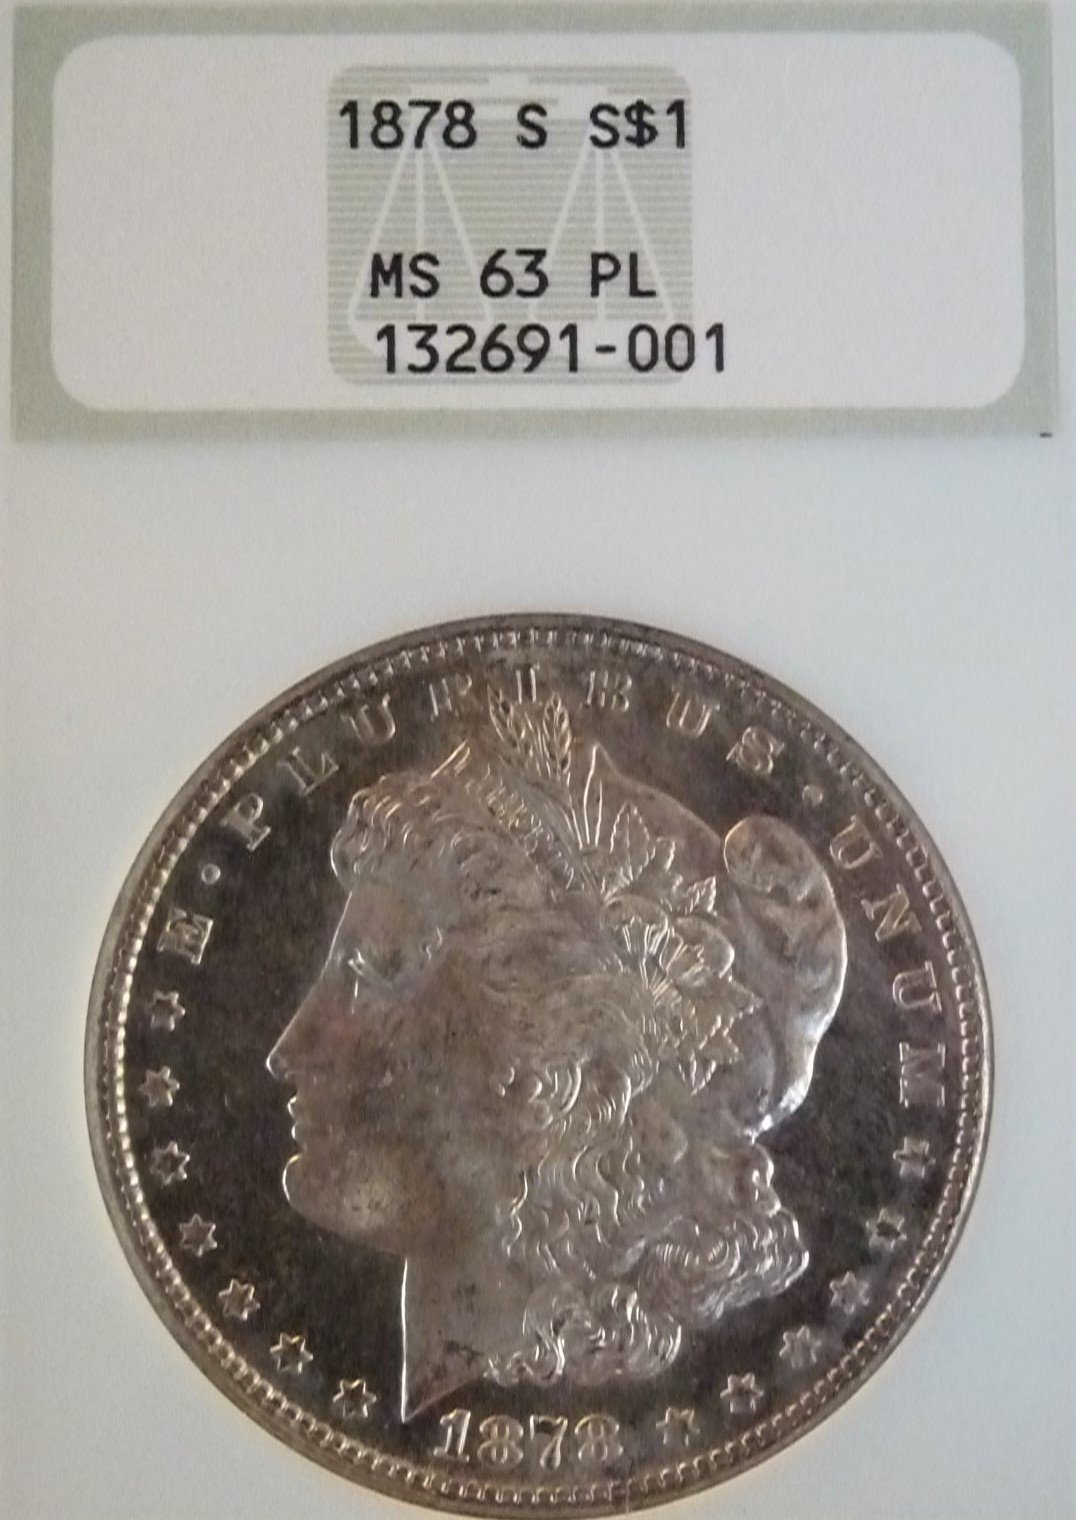 1878 S S$1
MS 63 PL
132691-001
E · PLURIBUS · UNUM
LIBERTY
1878